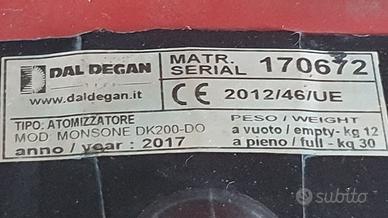 DAL DEGAN
www.daldegan.it
MATR.
SERIAL 170672
CE 2012/46/UE
TIPO: ATOMIZZATORE
MOD: MONSONE DK200-DO
anno / year : 2017
PESO / WEIGHT
a vuoto / empty- kg 12
a pieno / full - kg 30
subito